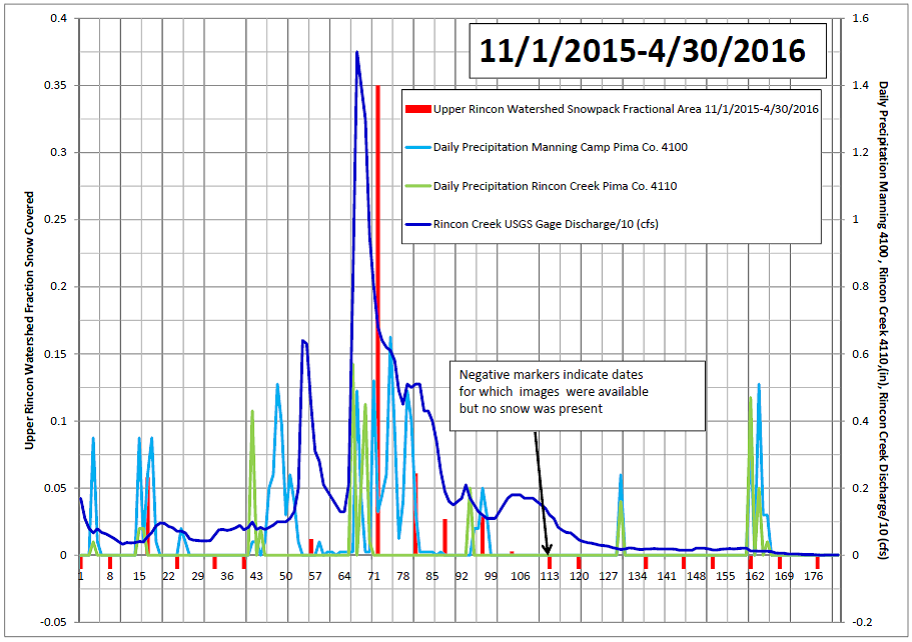 11/1/2015-4/30/2016
Upper Rincon Watershed Snowpack Fractional Area 11/1/2015-4/30/2016
Daily Precipitation Manning Camp Pima Co. 4100
Daily Precipitation Rincon Creek Pima Co. 4110
Rincon Creek USGS Gage Discharge/10 (cfs)
Negative markers indicate dates
for which images were available
but no snow was present
Upper Rincon Watershed Fraction Snow Covered
0.4
0.35
0.3
0.25
0.2
0.15
0.1
0.05
0
-0.05
1 8 15 22 29 36 43 50 57 64 71 78 85 92 99 106 113 120 127 134 141 148 155 162 169 176
1.6
1.4
1.2
1
0.8
0.6
0.4
0.2
0
-0.2
Daily Precipitation Manning 4100 , Rincon Creek 4110,(in), Rincon Creek Discharge/10 (cfs)